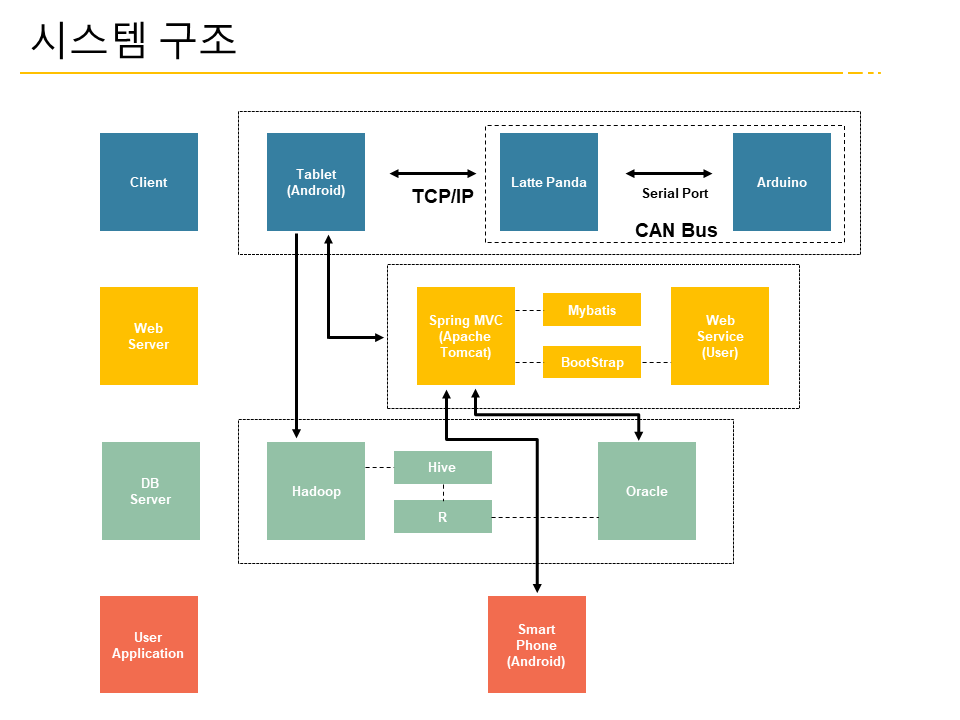 시스템 구조
Client
Tablet
(Android)
TCP/IP
Latte Panda
Serial Port
CAN Bus
Arduino
Web
Server
Spring MVC
(Apache
Tomcat)
Mybatis
BootStrap
Web
Service
(User)
DB
Server
Hadoop
Hive
R
Oracle
User
Application
Smart
Phone
(Android)